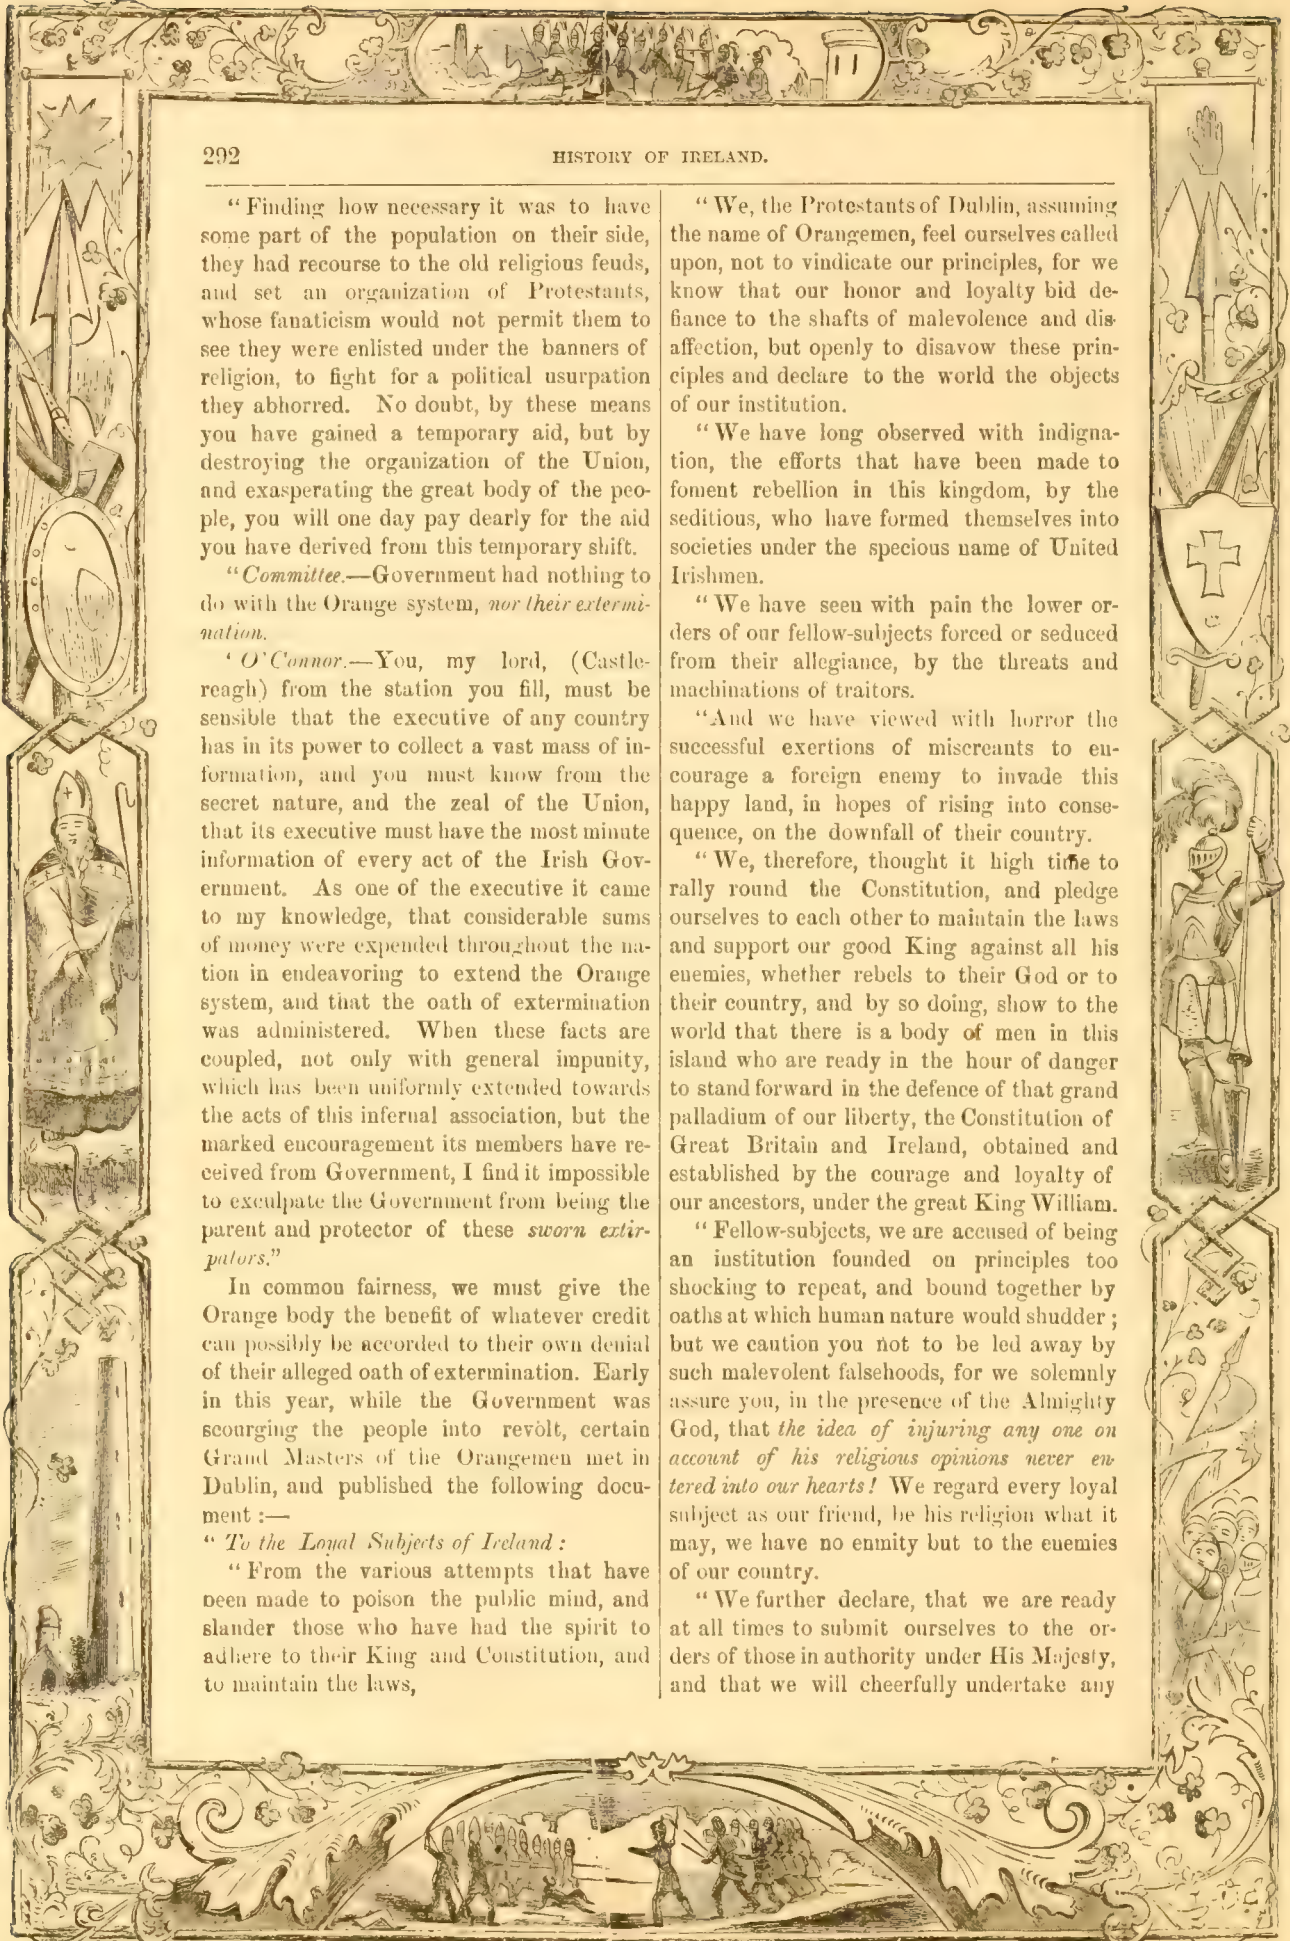 292
HISTORY OF IRELAND.
"Finding how necessary it was to have
some part of the population on their side,
they had recourse to the old religious feuds,
and set an organization of Protestants,
whose fanaticism would not permit them to
see they were enlisted under the banners of
religion, to fight for a political usurpation
they abhorred. No doubt, by these means
you have gained a temporary aid, but by
destroying the organization of the Union,
and exasperating the great body of the peo-
ple, you will one day pay dearly for the aid
you have derived from this temporary shift.
"Committee.—Government had nothing to
do with the Orange system, nor their extermi-
nation.
' O'Connor.—You, my lord, (Castle-
reagh) from the station you fill, must be
sensible that the executive of any country
has in its power to collect a vast mass of in-
formation, and you must know from the
secret nature, and the zeal of the Union,
that its executive must have the most minute
information of every act of the Irish Gov-
ernment. As one of the executive it came
to my knowledge, that considerable sums
of money were expended throughout the na-
tion in endeavoring to extend the Orange
system, and that the oath of extermination
was administered. When these facts are
coupled, not only with general impunity,
which has been uniformly extended towards
the acts of this infernal association, but the
marked encouragement its members have re-
ceived from Government, I find it impossible
to exculpate the Government from being the
parent and protector of these sworn extir-
pators."
In common fairness, we must give the
Orange body the benefit of whatever credit
can possibly be accorded to their own denial
of their alleged oath of extermination. Early
in this year, while the Government was
scourging the people into revolt, certain
Grand Masters of the Orangemen met in
Dublin, and published the following docu-
ment :—
" To the Loyal Subjects of Ireland :
"From the various attempts that have
been made to poison the public mind, and
slander those who have had the spirit to
adhere to their King and Constitution, and
to maintain the laws,
"We, the Protestants of Dublin, assuming
the name of Orangemen, feel ourselves called
upon, not to vindicate our principles, for we
know that our honor and loyalty bid de-
fiance to the shafts of malevolence and dis-
affection, but openly to disavow these prin-
ciples and declare to the world the objects
of our institution.
"We have long observed with indigna-
tion, the efforts that have been made to
foment rebellion in this kingdom, by the
seditious, who have formed themselves into
societies under the specious name of United
Irishmen.
"We have seen with pain the lower or-
ders of our fellow-subjects forced or seduced
from their allegiance, by the threats and
machinations of traitors.
"And we have viewed with horror the
successful exertions of miscreants to en-
courage a foreign enemy to invade this
happy land, in hopes of rising into conse-
quence, on the downfall of their country.
"We, therefore, thought it high time to
rally round the Constitution, and pledge
ourselves to each other to maintain the laws
and support our good King against all his
enemies, whether rebels to their God or to
their country, and by so doing, show to the
world that there is a body of men in this
island who are ready in the hour of danger
to stand forward in the defence of that grand
palladium of our liberty, the Constitution of
Great Britain and Ireland, obtained and
established by the courage and loyalty of
our ancestors, under the great King William.
"Fellow-subjects, we are accused of being
an institution founded on principles too
shocking to repeat, and bound together by
oaths at which human nature would shudder ;
but we caution you not to be led away by
such malevolent falsehoods, for we solemnly
assure you, in the presence of the Almighty
God, that the idea of injuring any one on
account of his religious opinions never en-
tered into our hearts! We regard every loyal
subject as our friend, be his religion what it
may, we have no enmity but to the enemies
of our country.
"We further declare, that we are ready
at all times to submit ourselves to the or-
ders of those in authority under His Majesty,
and that we will cheerfully undertake any